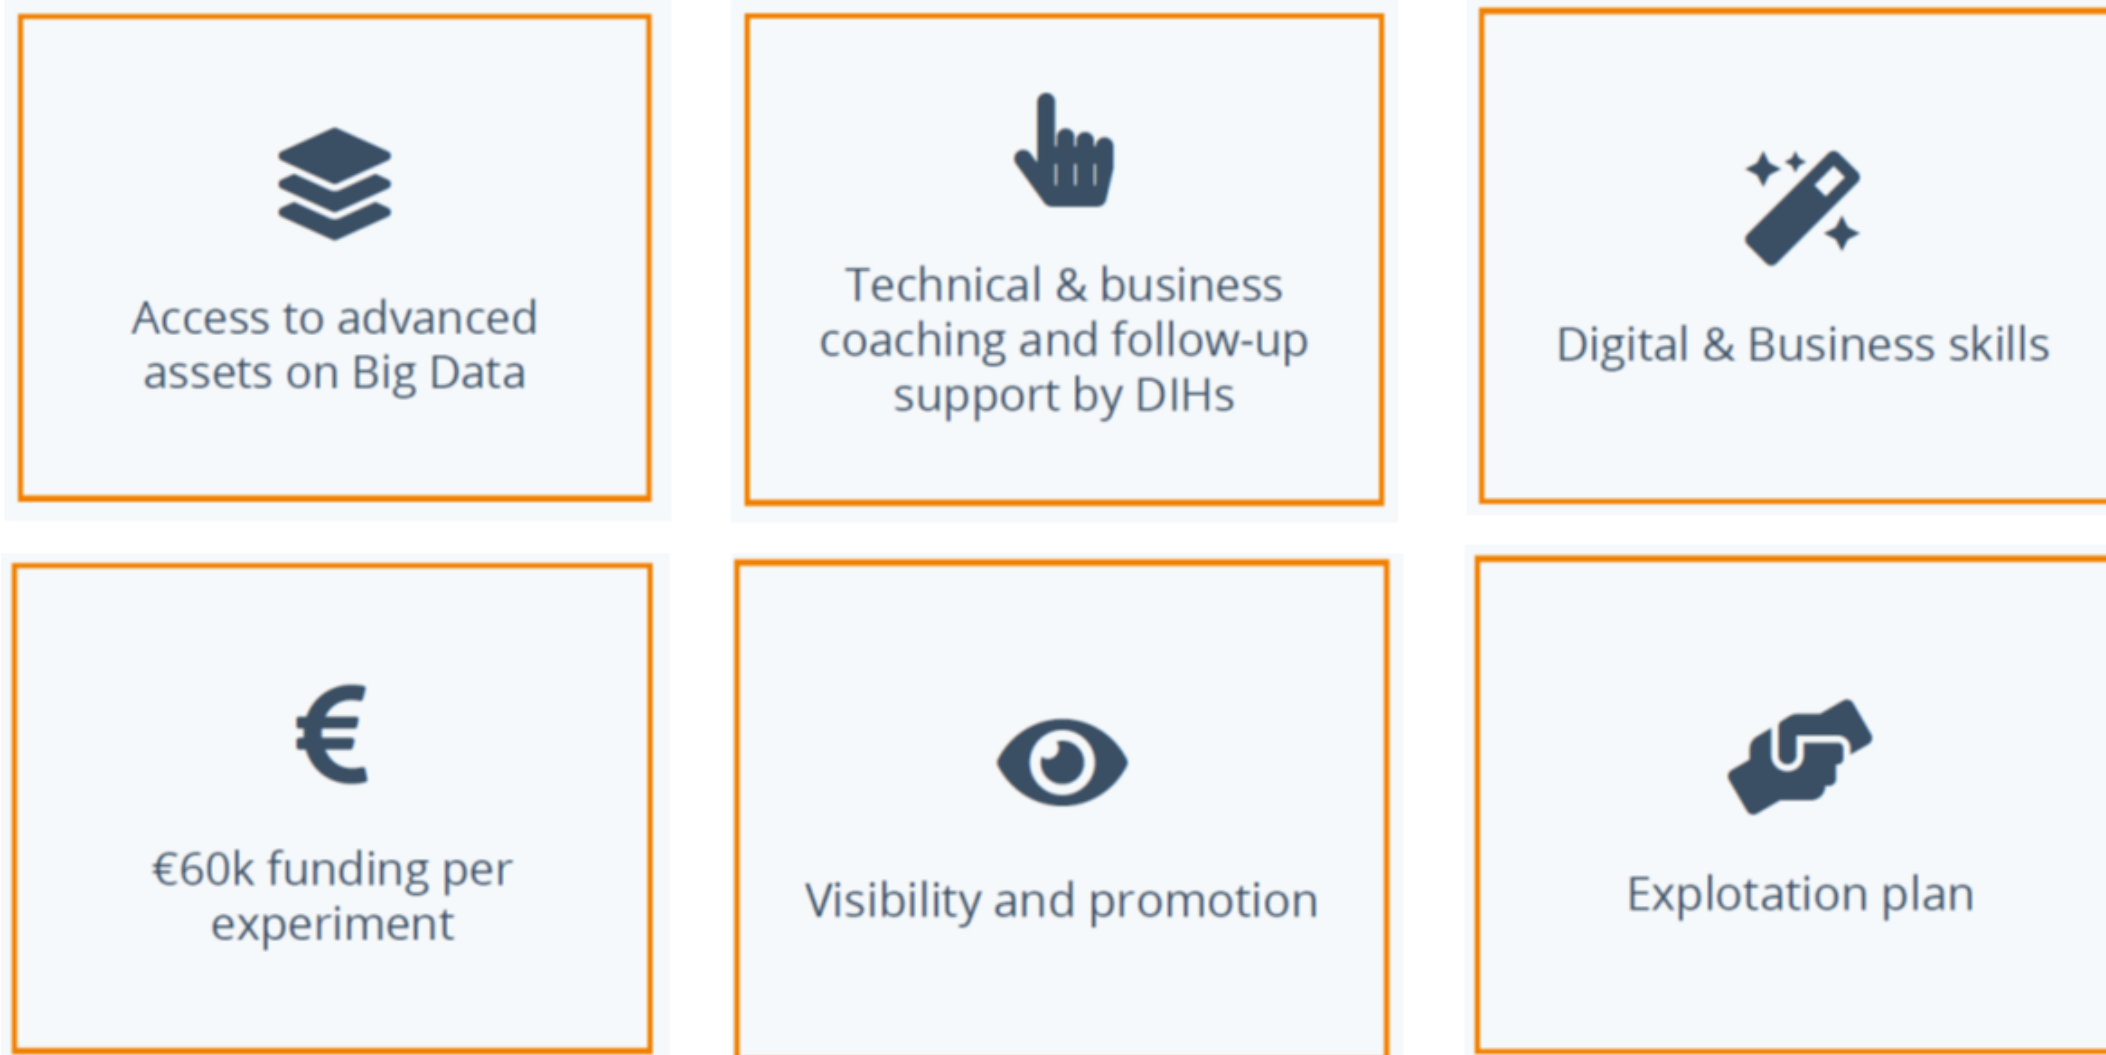 Access to advanced
assets on Big Data
Technical & business
coaching and follow-up
support by DIHs
Digital & Business skills
€
€60k funding per
experiment
Visibility and promotion
Explotation plan